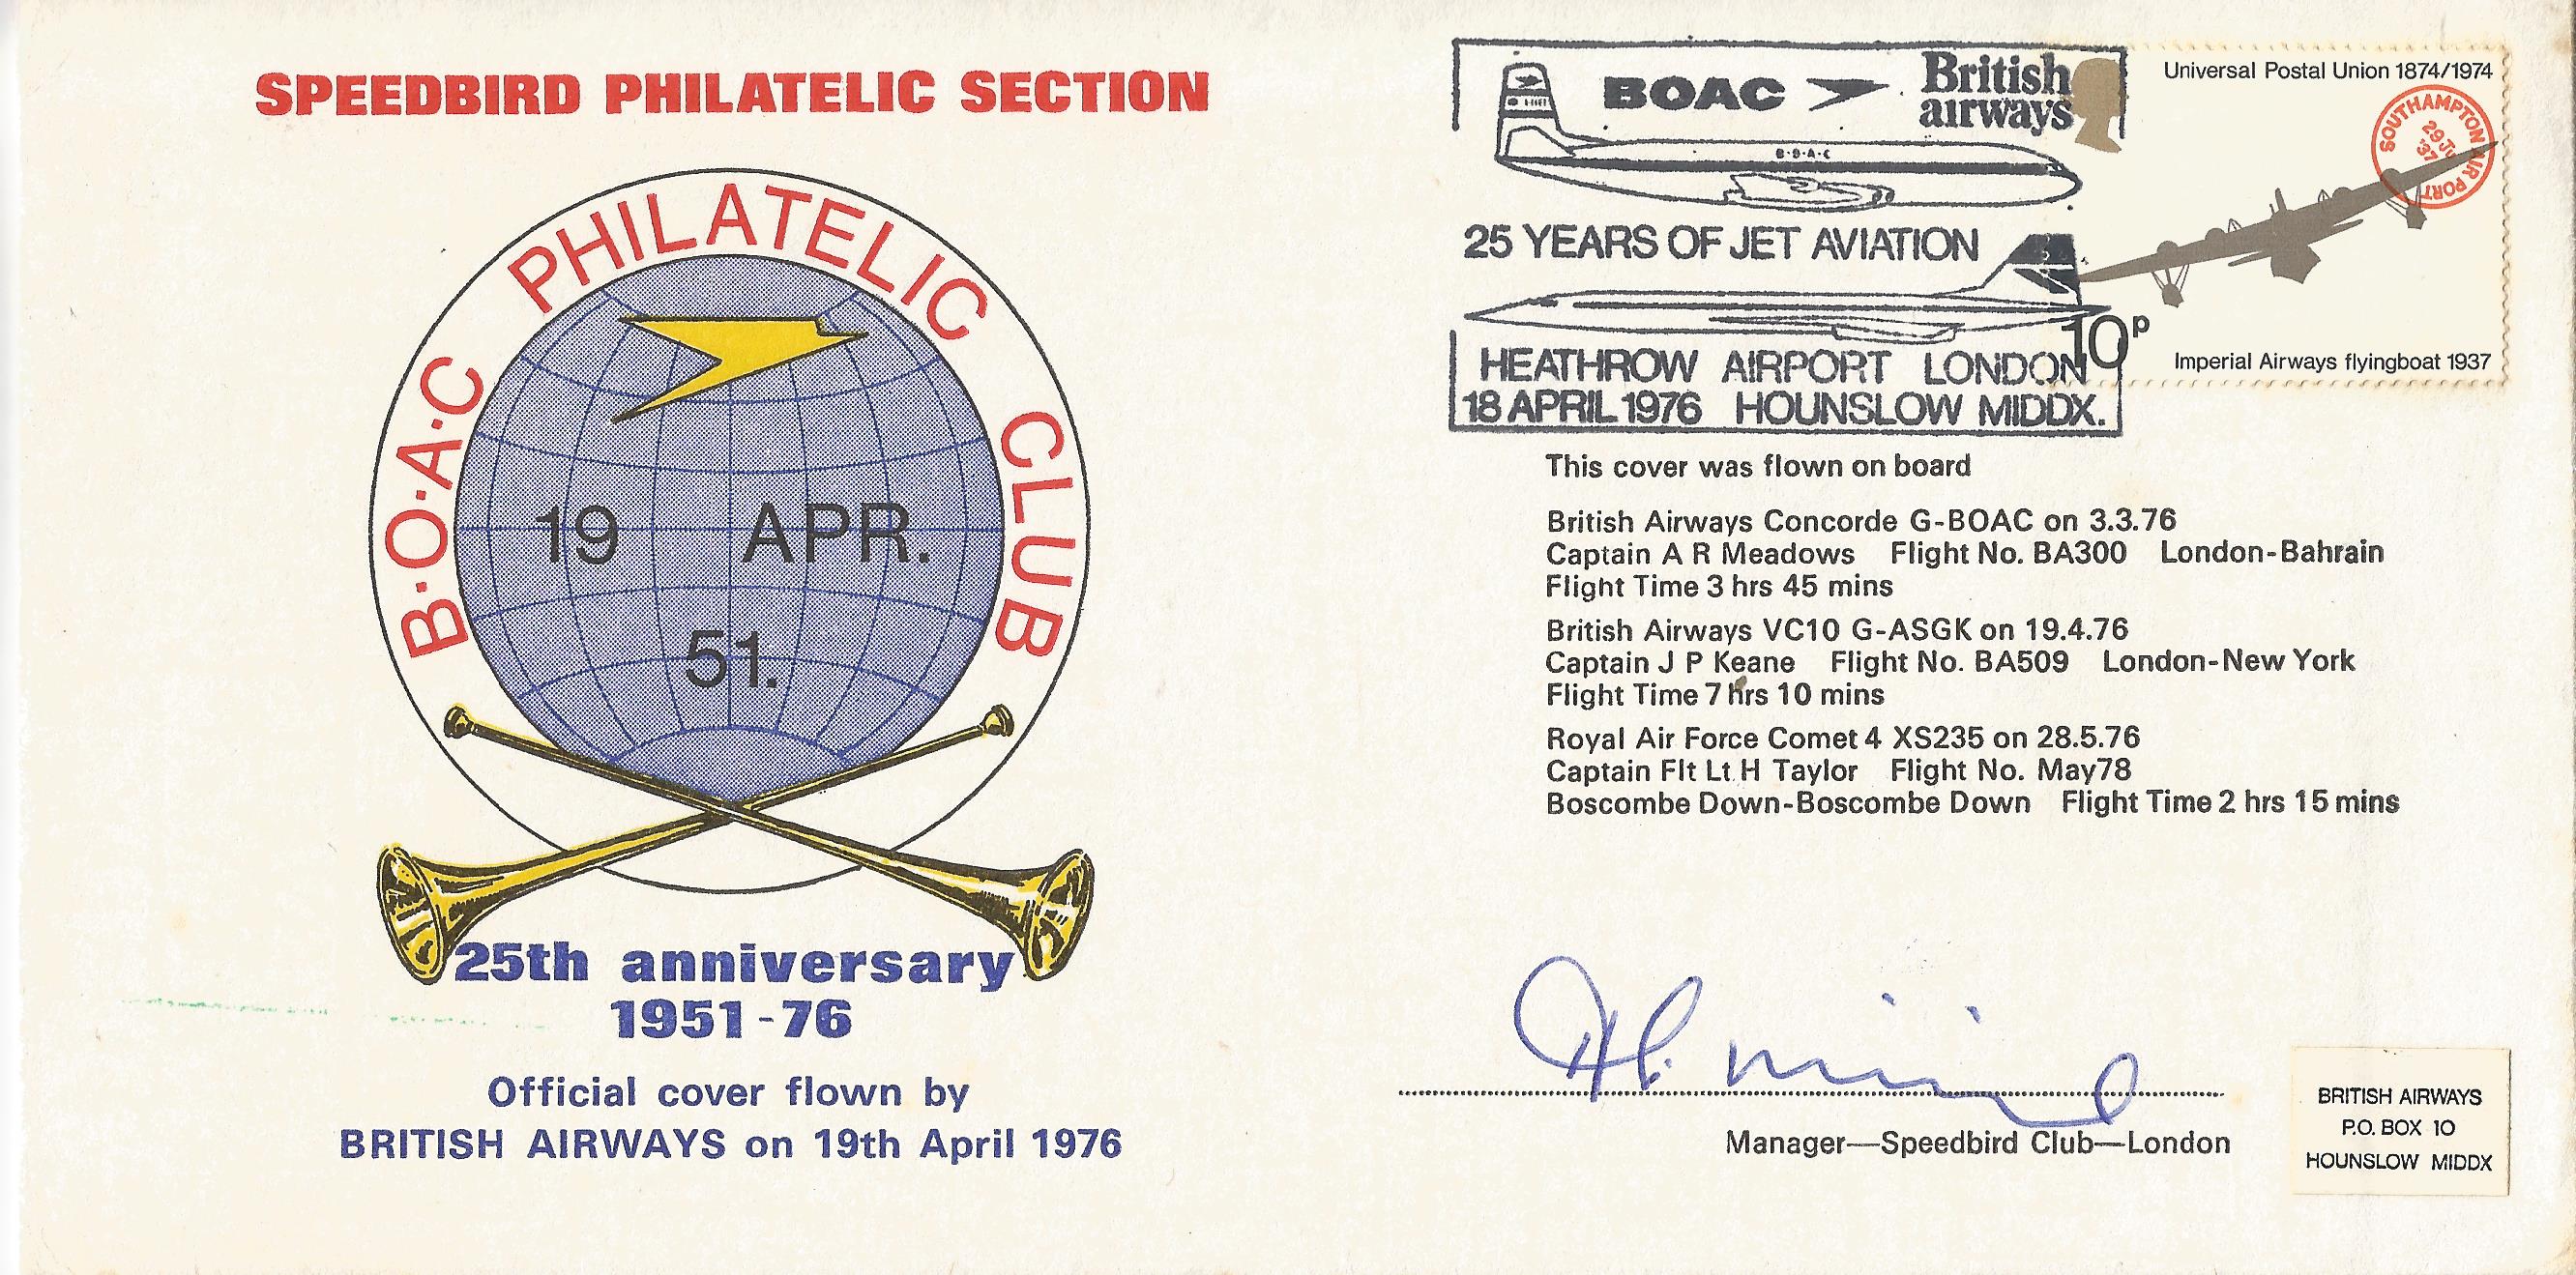 SPEEDBIRD PHILATELIC SECTION
B·O·A·C PHILATELIC CLUB
19 APR.
51.
25th anniversary
1951-76
Official cover flown by
BRITISH AIRWAYS on 19th April 1976
BOAC British
airways
B·O·A·C
25 YEARS OF JET AVIATION
HEATHROW AIRPORT LONDON
18 APRIL 1976 HOUNSLOW MIDDX.
Universal Postal Union 1874/1974
SOUTHAMPTON AIR PORT
29
'37
10p
Imperial Airways flyingboat 1937
This cover was flown on board
British Airways Concorde G-BOAC on 3.3.76
Captain A R Meadows Flight No. BA300 London-Bahrain
Flight Time 3 hrs 45 mins
British Airways VC10 G-ASGK on 19.4.76
Captain J P Keane Flight No. BA509 London-New York
Flight Time 7 hrs 10 mins
Royal Air Force Comet 4 XS235 on 28.5.76
Captain Flt Lt H Taylor Flight No. May78
Boscombe Down-Boscombe Down Flight Time 2 hrs 15 mins
Manager—Speedbird Club—London
BRITISH AIRWAYS
P.O. BOX 10
HOUNSLOW MIDDX